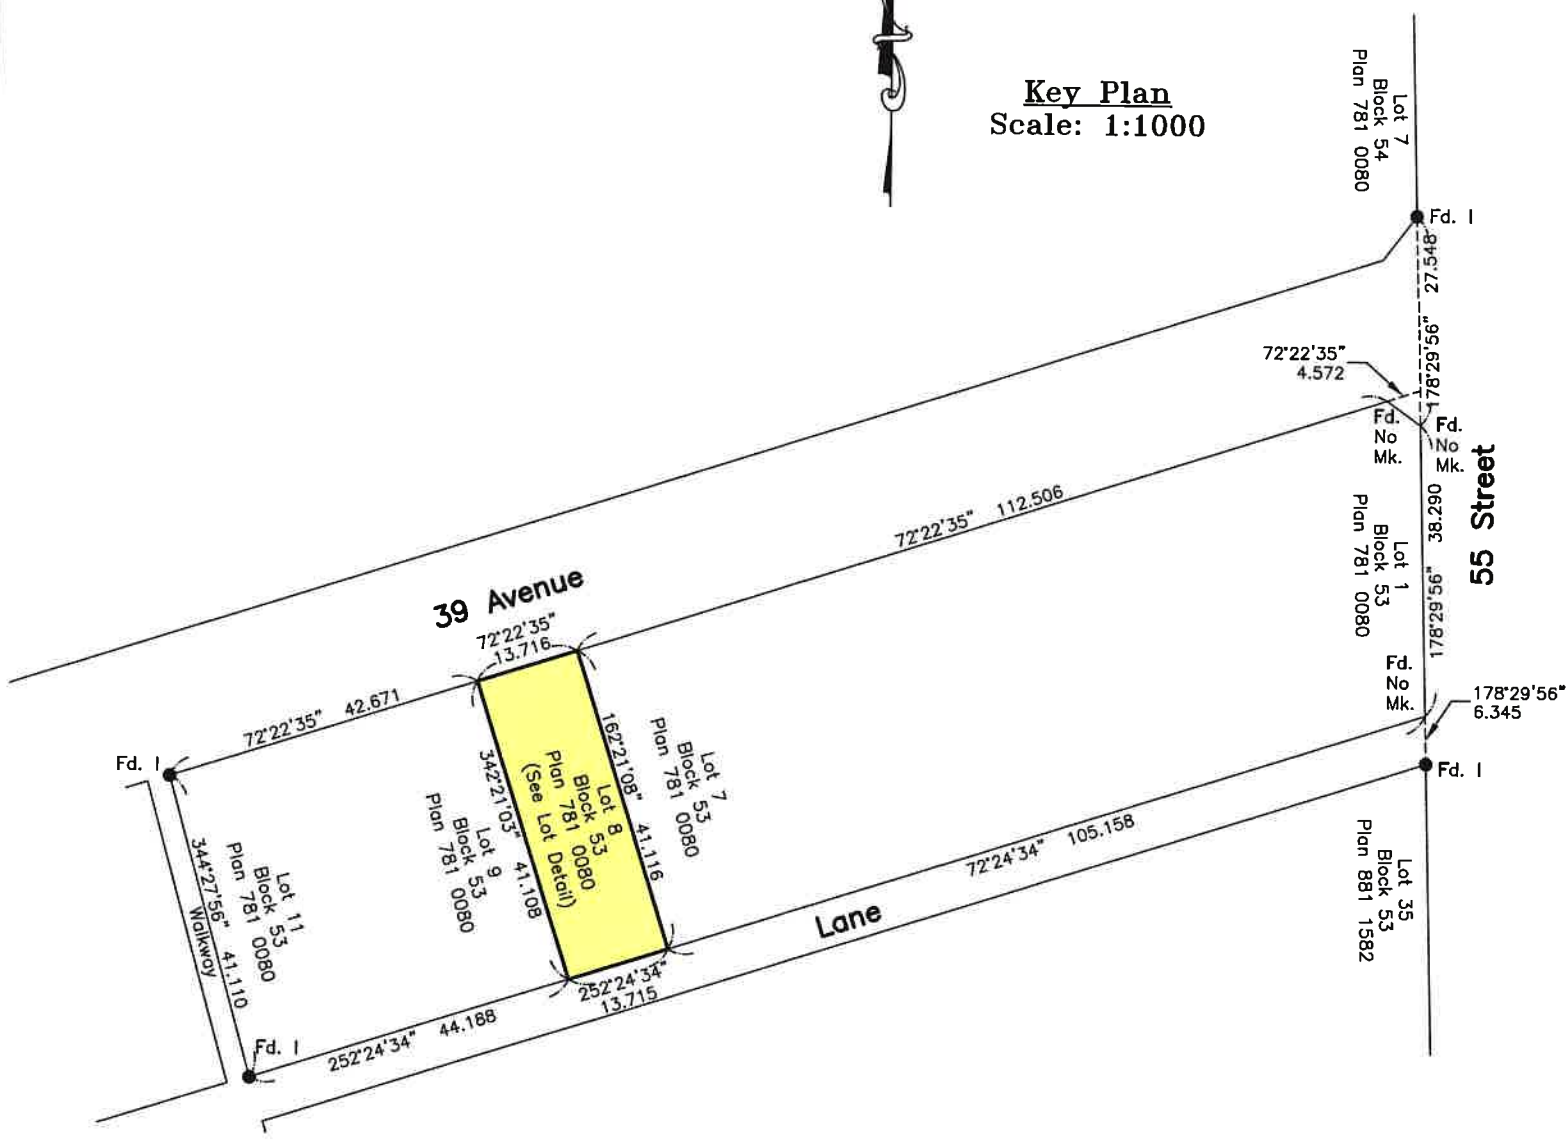 Key Plan
Scale: 1:1000
Lot 7
Block 54
Plan 781 0080
Fd. I
27.548
178°29'56"
72°22'35"
4.572
Fd.
No
Mk.
Fd.
No
Mk.
55 Street
38.290
178°29'56"
Lot 1
Block 53
Plan 781 0080
72°22'35" 112.506
39 Avenue
72°22'35"
13.716
Fd.
No
Mk.
178°29'56"
6.345
Fd. I
72°22'35" 42.671
Fd. I
162°21'08" 41.116
Lot 7
Block 53
Plan 781 0080
Lot 8
Block 53
Plan 781 0080
(See Lot Detail)
342°21'03" 41.108
Lot 9
Block 53
Plan 781 0080
Lot 11
Block 53
Plan 781 0080
344°27'56" 41.110
Walkway
72°24'34" 105.158
Lane
Lot 35
Block 53
Plan 881 1582
252°24'34"
13.715
252°24'34" 44.188
Fd. I